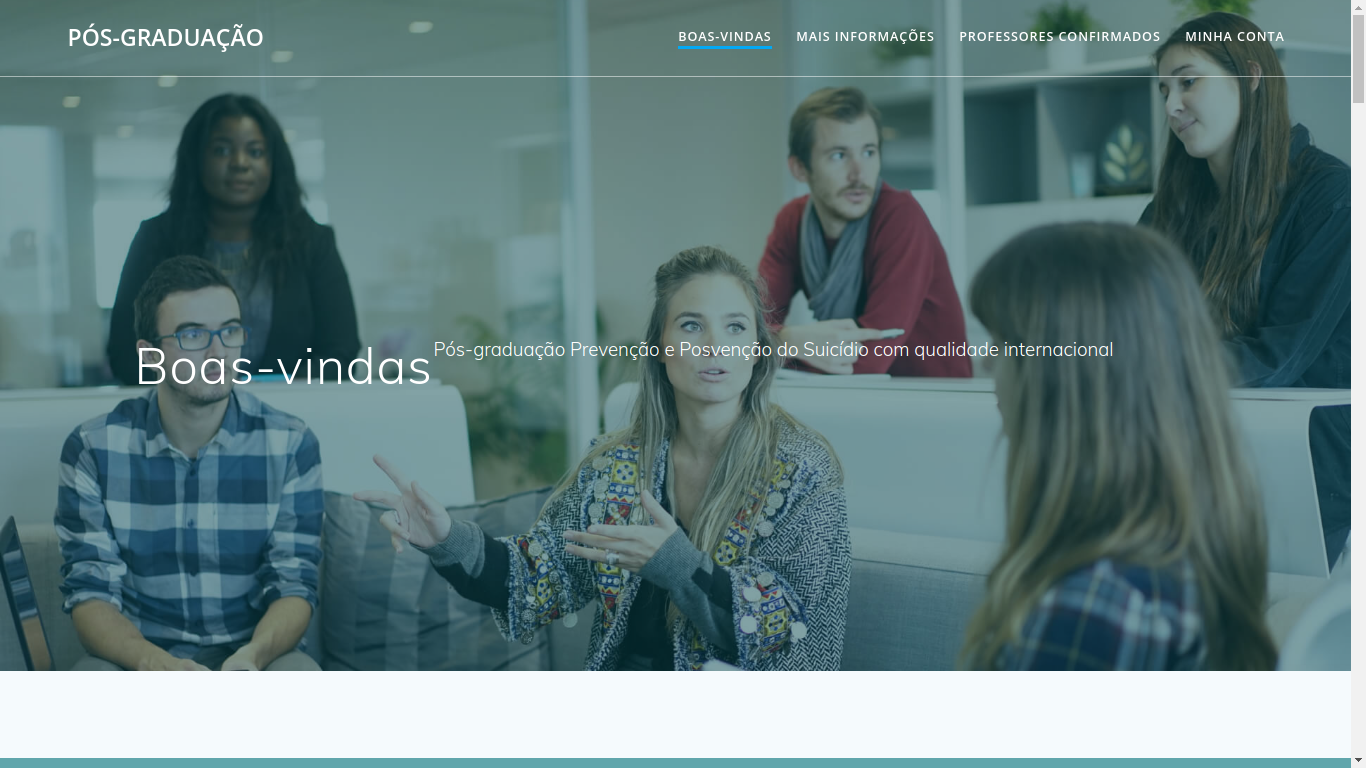 PÓS-GRADUAÇÃO
BOAS-VINDAS MAIS INFORMAÇÕES PROFESSORES CONFIRMADOS MINHA CONTA
Boas-vindas
Pós-graduação Prevenção e Posvenção do Suicídio com qualidade internacional